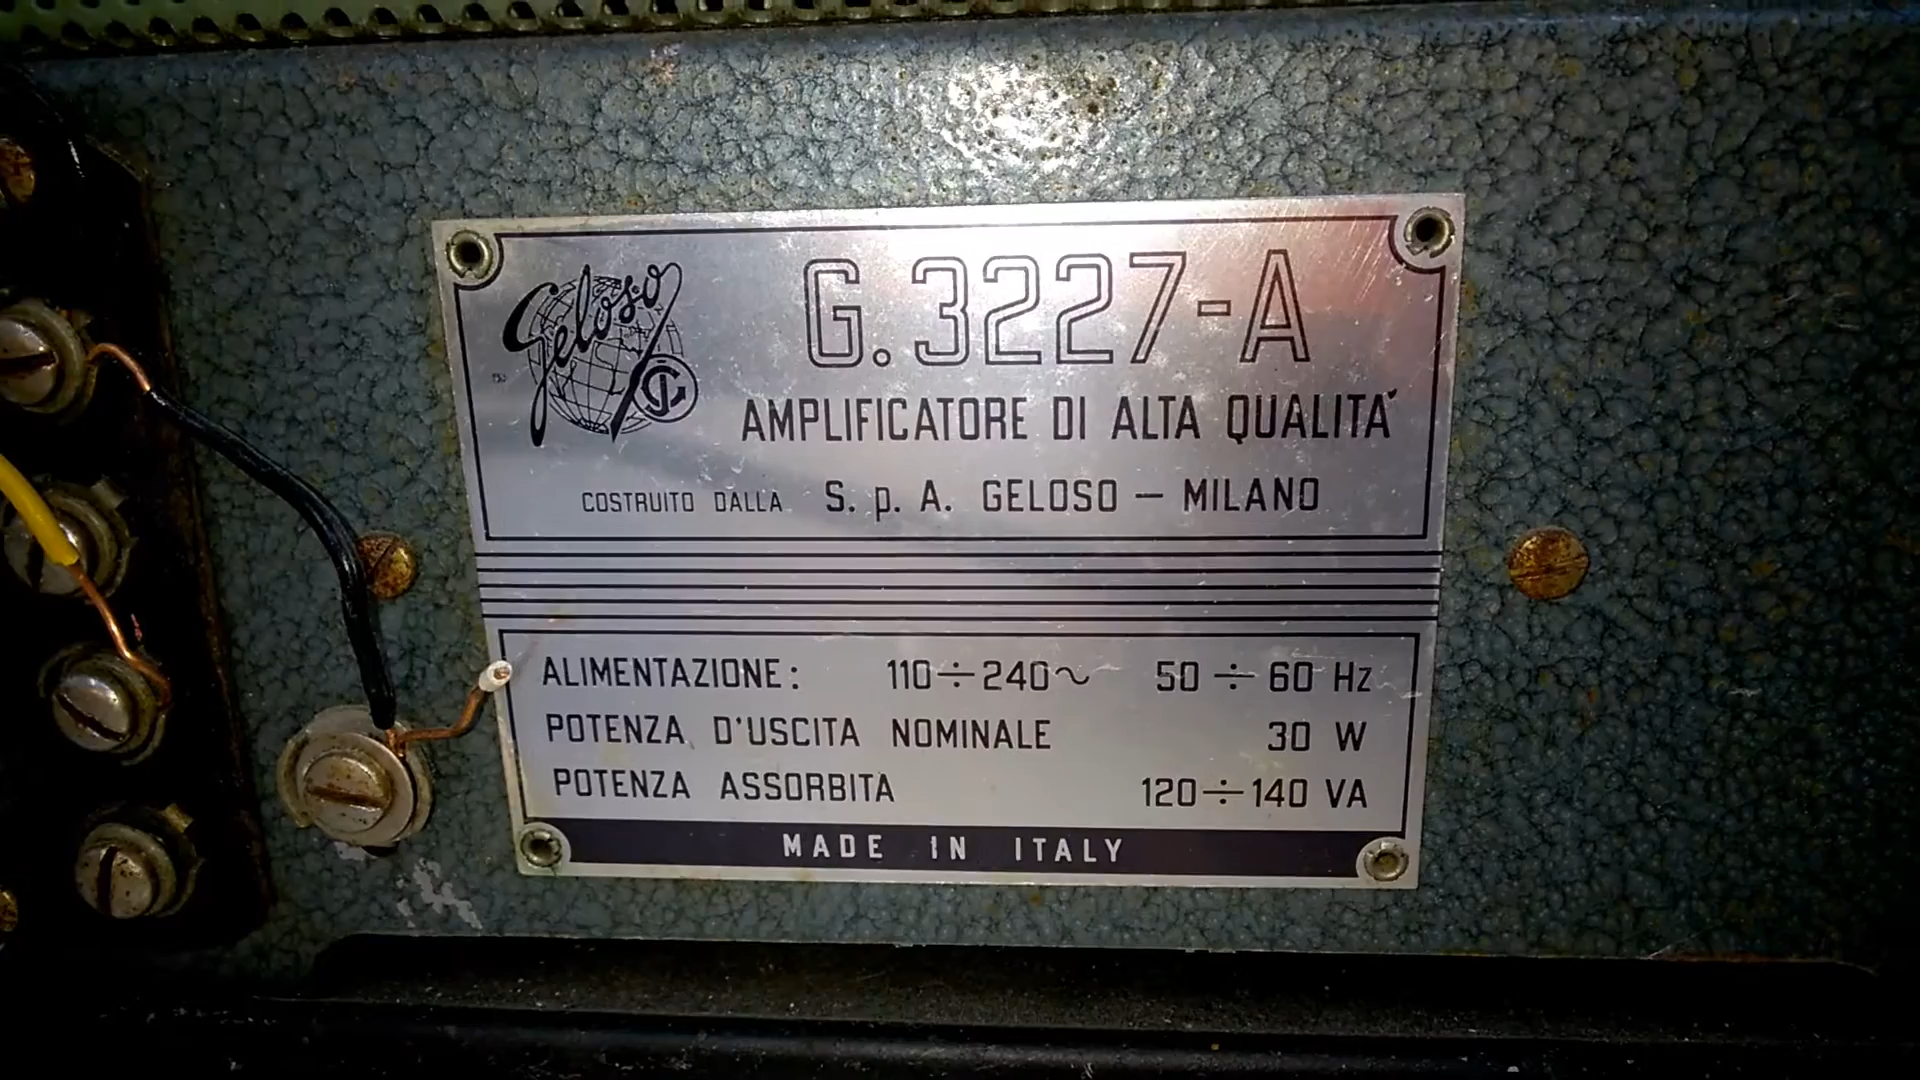 Geloso
G.3227-A
AMPLIFICATORE DI ALTA QUALITA'
COSTRUITO DALLA S. p. A. GELOSO — MILANO
ALIMENTAZIONE: 110÷240~ 50÷60 Hz
POTENZA D'USCITA NOMINALE 30 W
POTENZA ASSORBITA 120÷140 VA
MADE IN ITALY